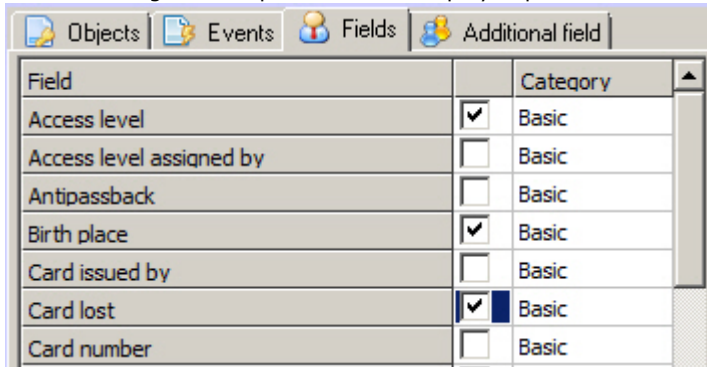 Objects Events Fields Additional field
Field Category
Access level Basic
Access level assigned by Basic
Antipassback Basic
Birth place Basic
Card issued by Basic
Card lost Basic
Card number Basic